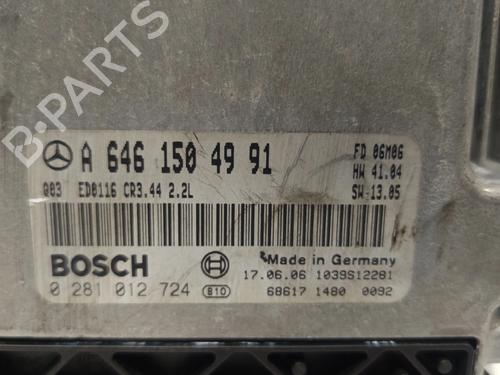 B-PARTS
A 646 150 49 91
FD 06M06
HW 41.04
Q03 ED0116 CR3.44 2.2L
SW 13.05
BOSCH
Made in Germany
17.06.06 1039S12281
0 281 012 724 B10
68617 1480 0092